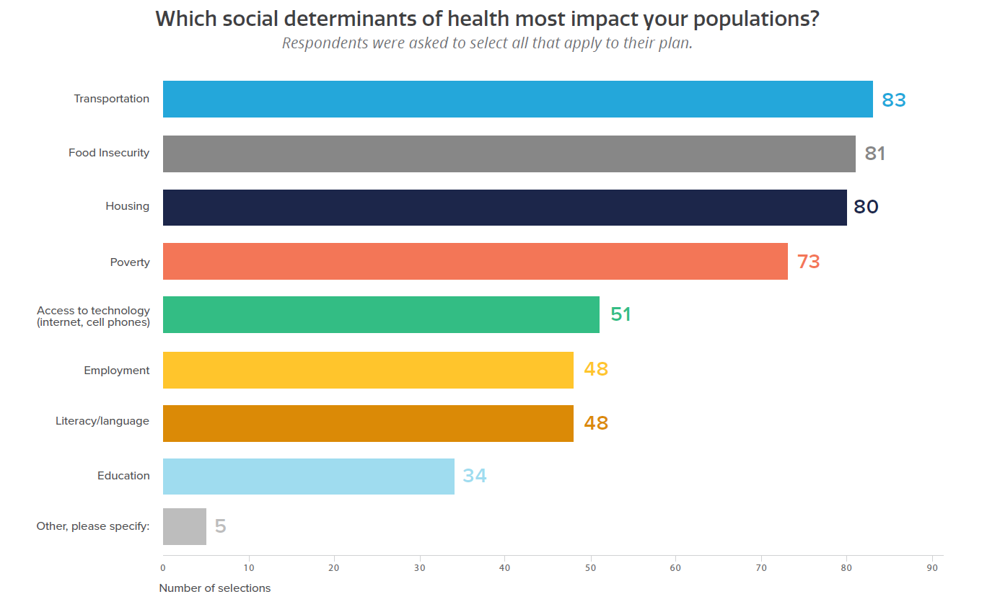 Which social determinants of health most impact your populations?
Respondents were asked to select all that apply to their plan.
Transportation 83
Food Insecurity 81
Housing 80
Poverty 73
Access to technology
(internet, cell phones) 51
Employment 48
Literacy/language 48
Education 34
Other, please specify: 5
0 10 20 30 40 50 60 70 80 90
Number of selections